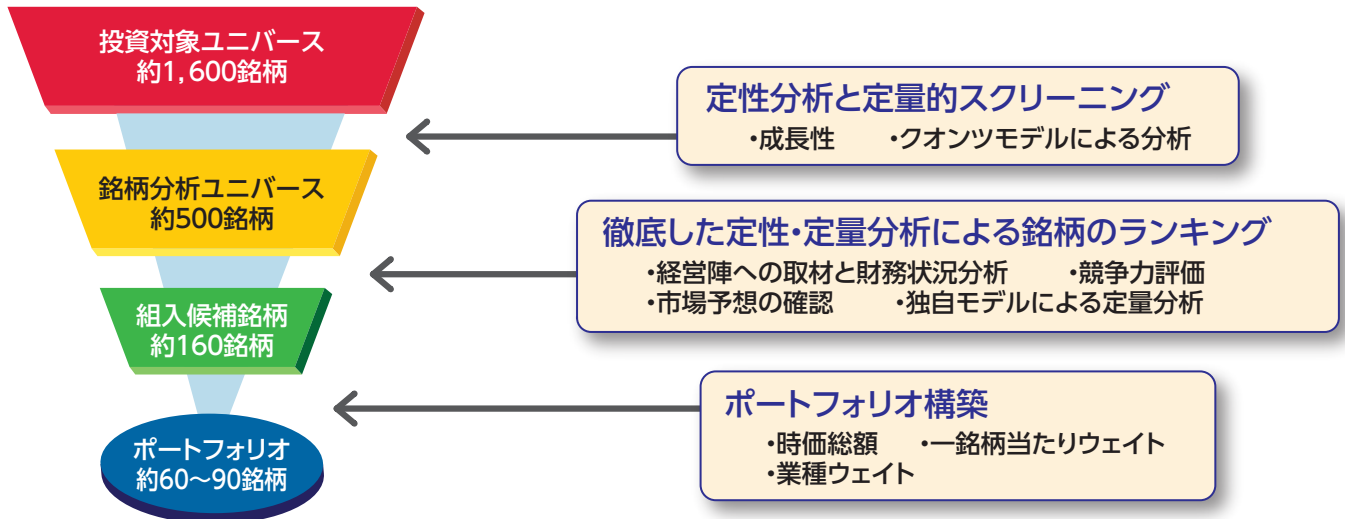 投資対象ユニバース
約1,600銘柄
定性分析と定量的スクリーニング
・成長性 ・クオンツモデルによる分析
銘柄分析ユニバース
約500銘柄
徹底した定性・定量分析による銘柄のランキング
・経営陣への取材と財務状況分析 ・競争力評価
・市場予想の確認 ・独自モデルによる定量分析
組入候補銘柄
約160銘柄
ポートフォリオ構築
・時価総額 ・一銘柄当たりウェイト
・業種ウェイト
ポートフォリオ
約60〜90銘柄